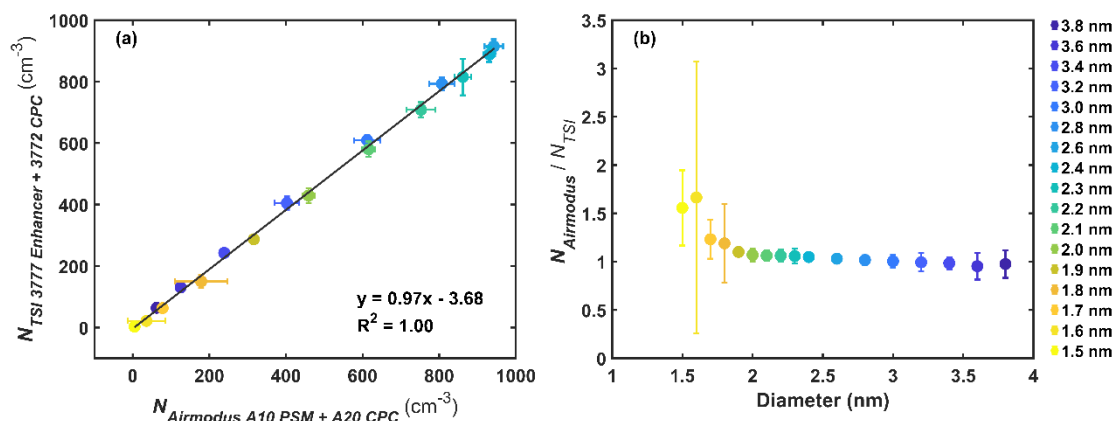 (a)
N TSI 3777 Enhancer + 3772 CPC (cm⁻³)
1000
800
600
400
200
0
-100
y = 0.97x - 3.68
R² = 1.00
0 200 400 600 800 1000
N Airmodus A10 PSM + A20 CPC (cm⁻³)
(b)
N Airmodus / N TSI
3.5
3
2.5
2
1.5
1
0.5
0
1 1.5 2 2.5 3 3.5 4
Diameter (nm)
3.8 nm
3.6 nm
3.4 nm
3.2 nm
3.0 nm
2.8 nm
2.6 nm
2.4 nm
2.3 nm
2.2 nm
2.1 nm
2.0 nm
1.9 nm
1.8 nm
1.7 nm
1.6 nm
1.5 nm